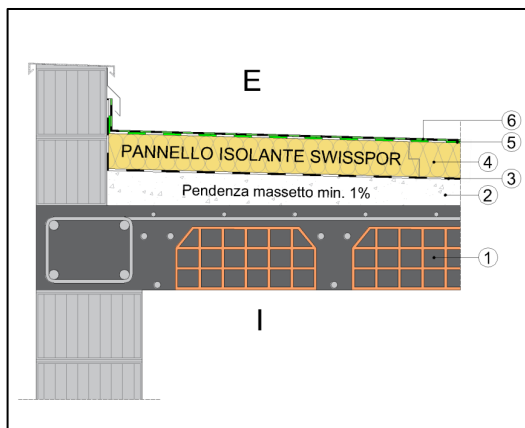 E
6
5
PANNELLO ISOLANTE SWISSPOR
4
3
Pendenza massetto min. 1%
2
1
I